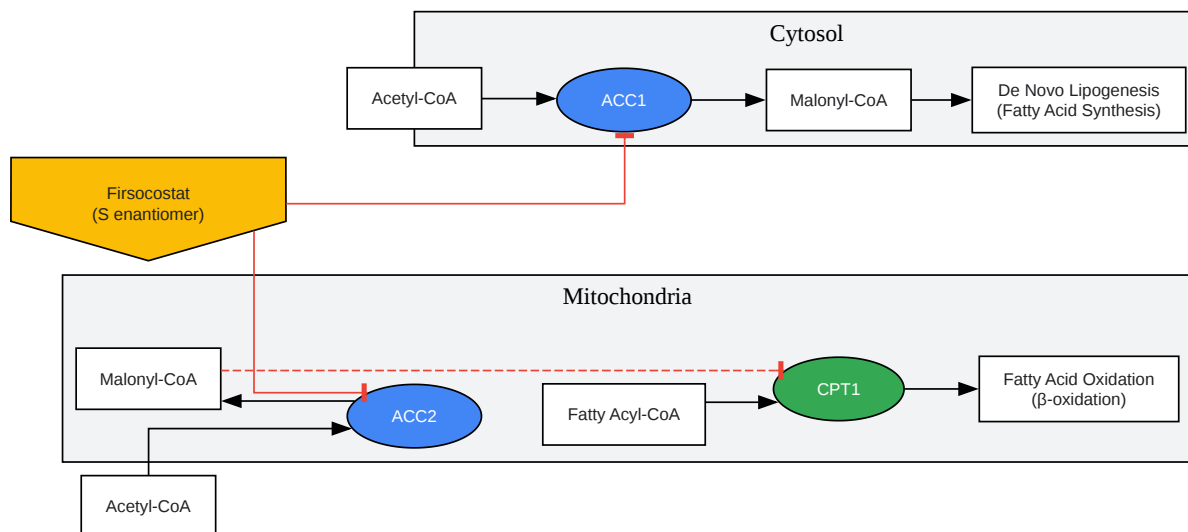 Cytosol
Acetyl-CoA
ACC1
Malonyl-CoA
De Novo Lipogenesis
(Fatty Acid Synthesis)
Firsocostat
(S enantiomer)
Mitochondria
Malonyl-CoA
ACC2
Fatty Acyl-CoA
CPT1
Fatty Acid Oxidation
(β-oxidation)
Acetyl-CoA